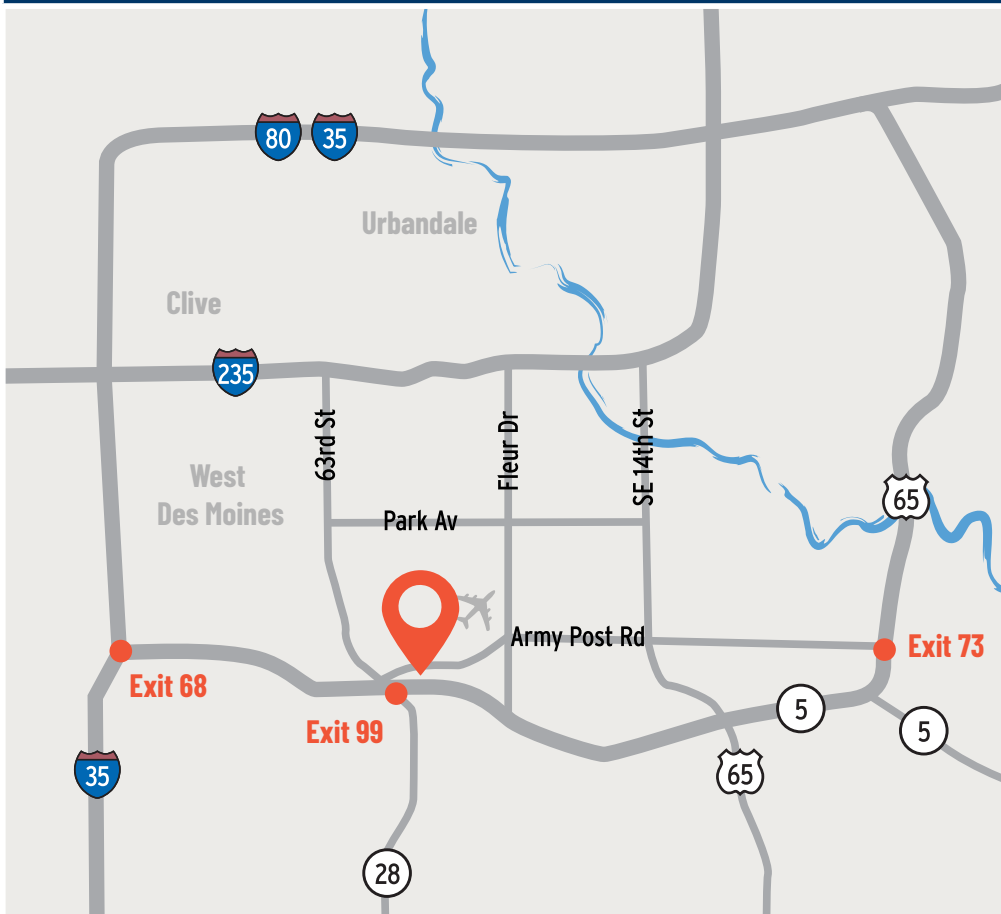 80
35
Urbandale
Clive
235
63rd St
Fleur Dr
SE 14th St
West
Des Moines
65
Park Av
Army Post Rd
Exit 73
Exit 68
5
Exit 99
5
35
65
28